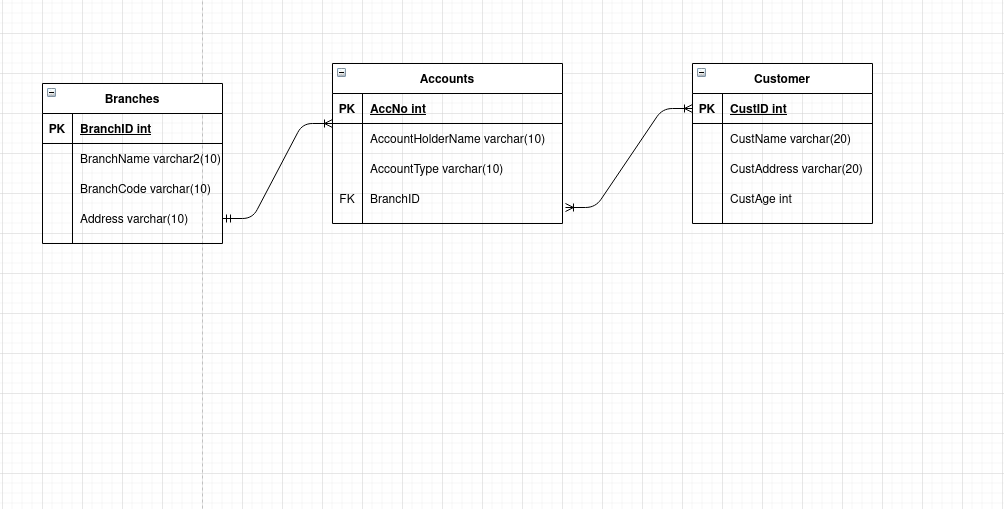 Branches
PK BranchID int
BranchName varchar2(10)
BranchCode varchar(10)
Address varchar(10)
Accounts
PK AccNo int
AccountHolderName varchar(10)
AccountType varchar(10)
FK BranchID
Customer
PK CustID int
CustName varchar(20)
CustAddress varchar(20)
CustAge int